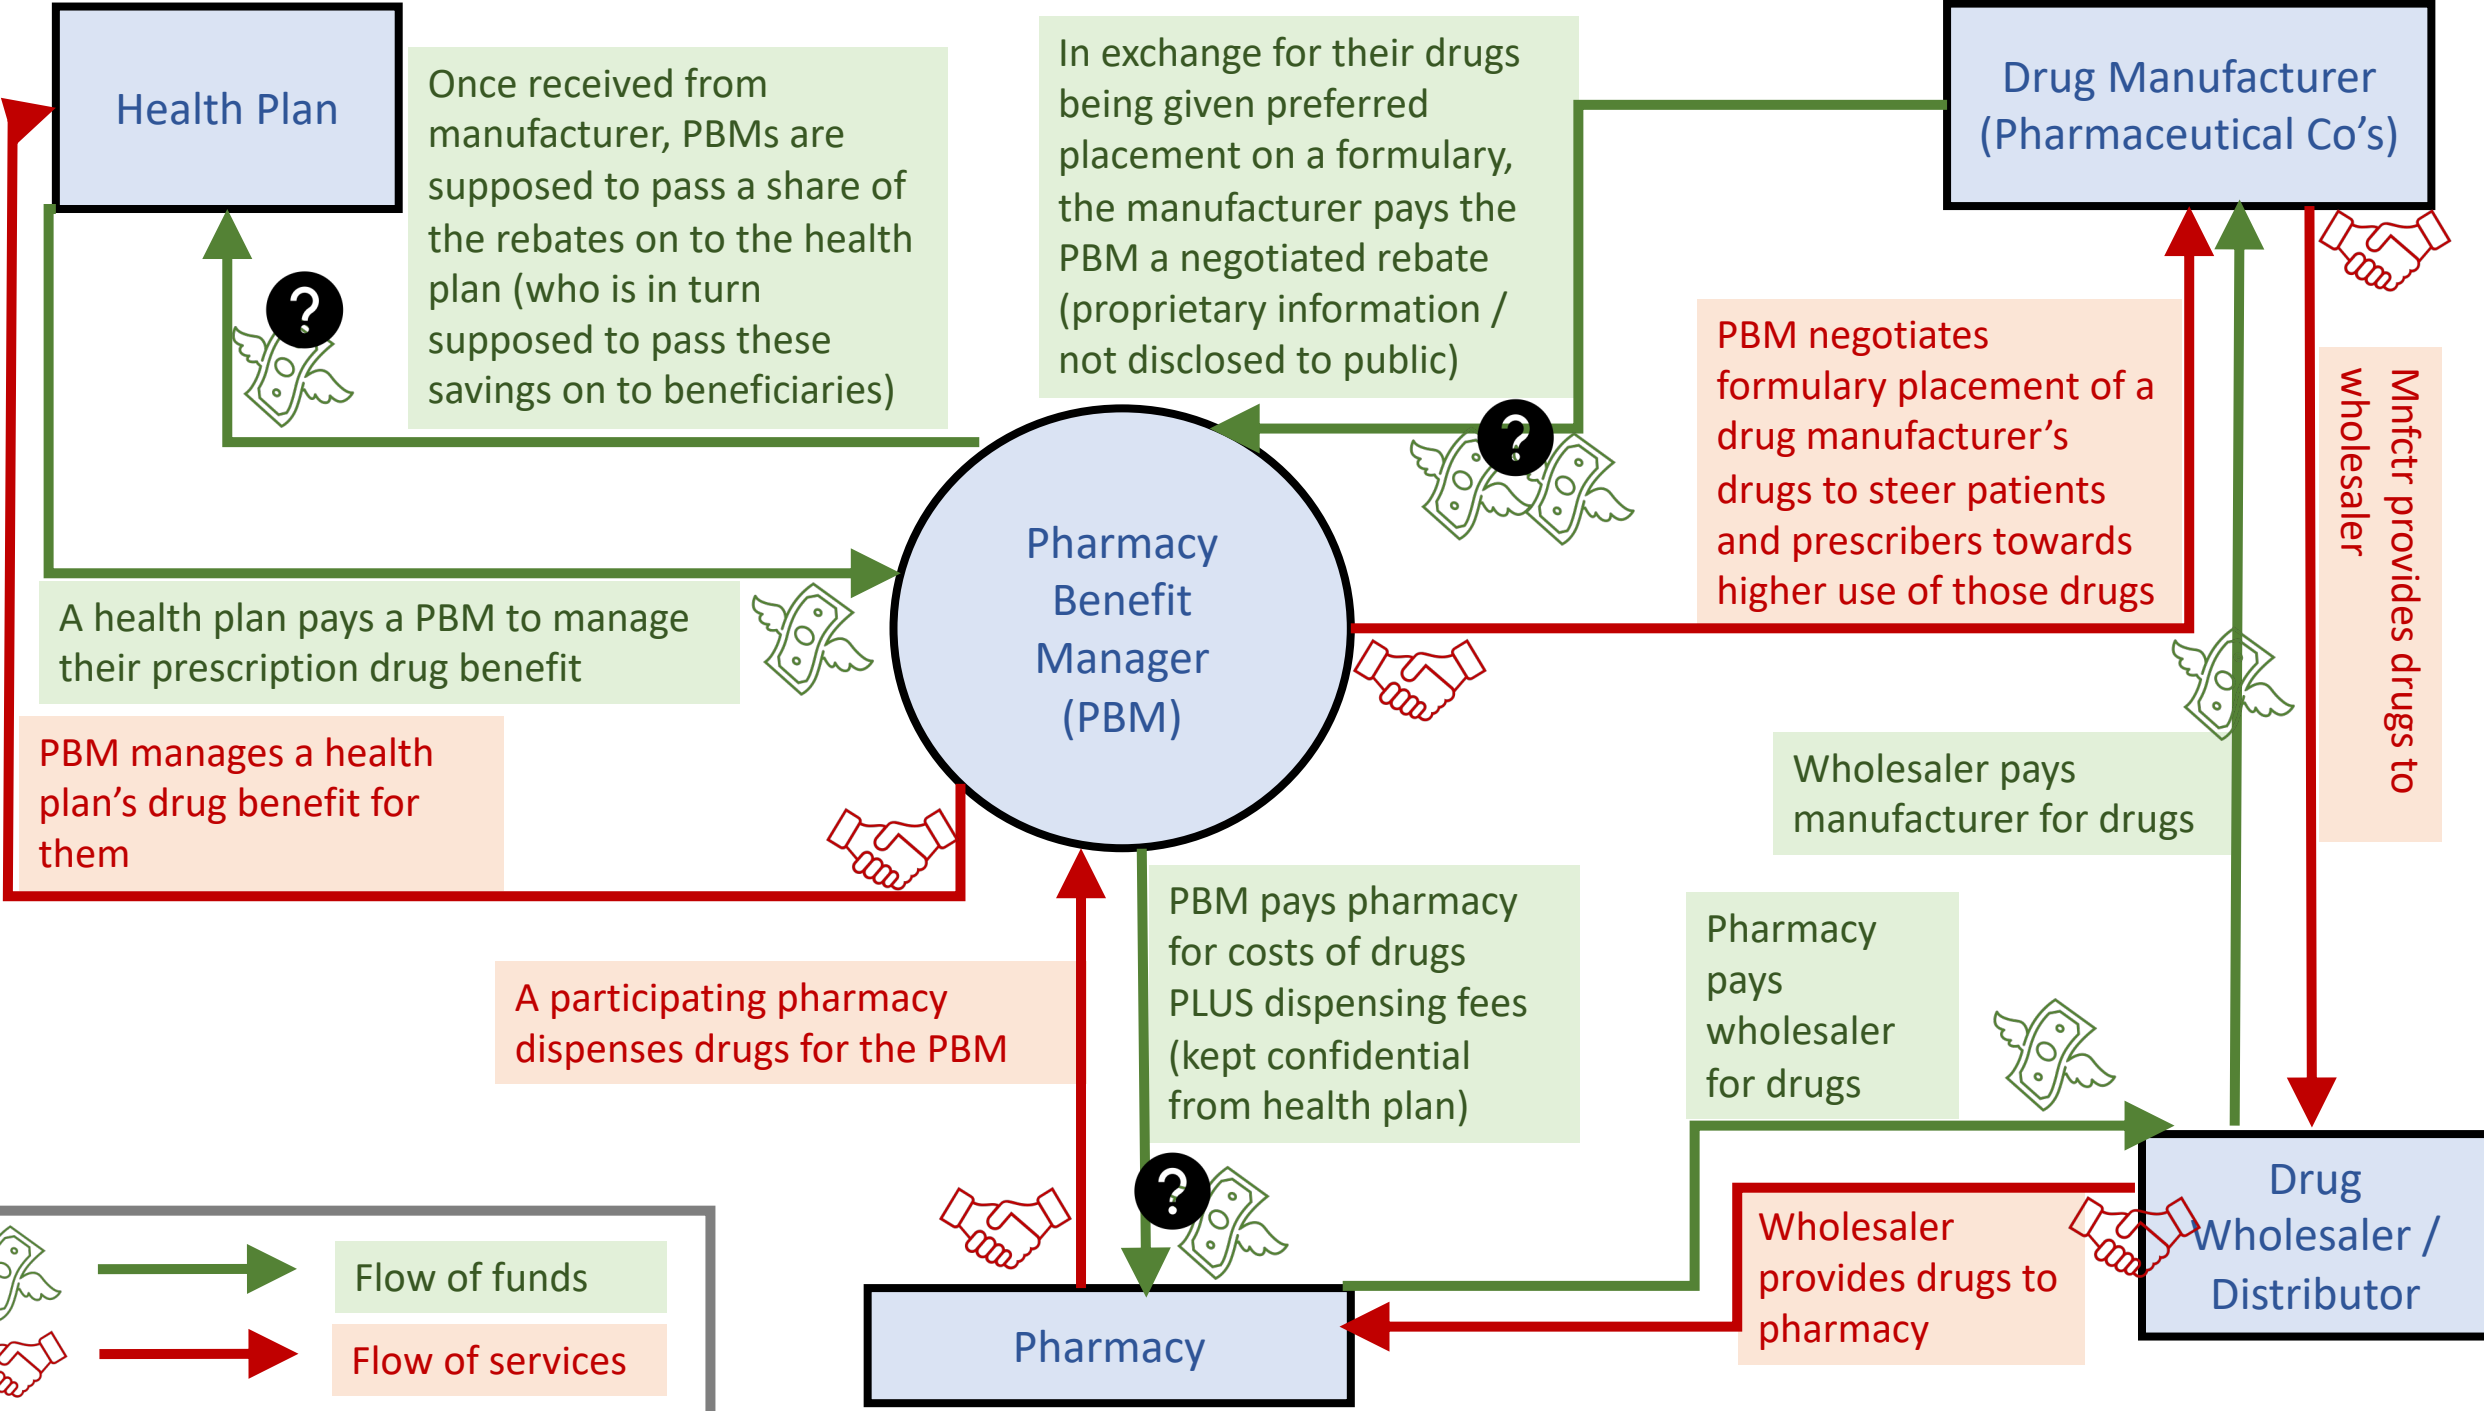 Health Plan
Once received from
manufacturer, PBMs are
supposed to pass a share of
the rebates on to the health
plan (who is in turn
supposed to pass these
savings on to beneficiaries)
In exchange for their drugs
being given preferred
placement on a formulary,
the manufacturer pays the
PBM a negotiated rebate
(proprietary information /
not disclosed to public)
Drug Manufacturer
(Pharmaceutical Co's)
?
?
PBM negotiates
formulary placement of a
drug manufacturer's
drugs to steer patients
and prescribers towards
higher use of those drugs
Mnfctr provides drugs to
wholesaler
Pharmacy
Benefit
Manager
(PBM)
A health plan pays a PBM to manage
their prescription drug benefit
PBM manages a health
plan's drug benefit for
them
Wholesaler pays
manufacturer for drugs
A participating pharmacy
dispenses drugs for the PBM
PBM pays pharmacy
for costs of drugs
PLUS dispensing fees
(kept confidential
from health plan)
Pharmacy
pays
wholesaler
for drugs
?
Wholesaler
provides drugs to
pharmacy
Drug
Wholesaler /
Distributor
Pharmacy
Flow of funds
Flow of services